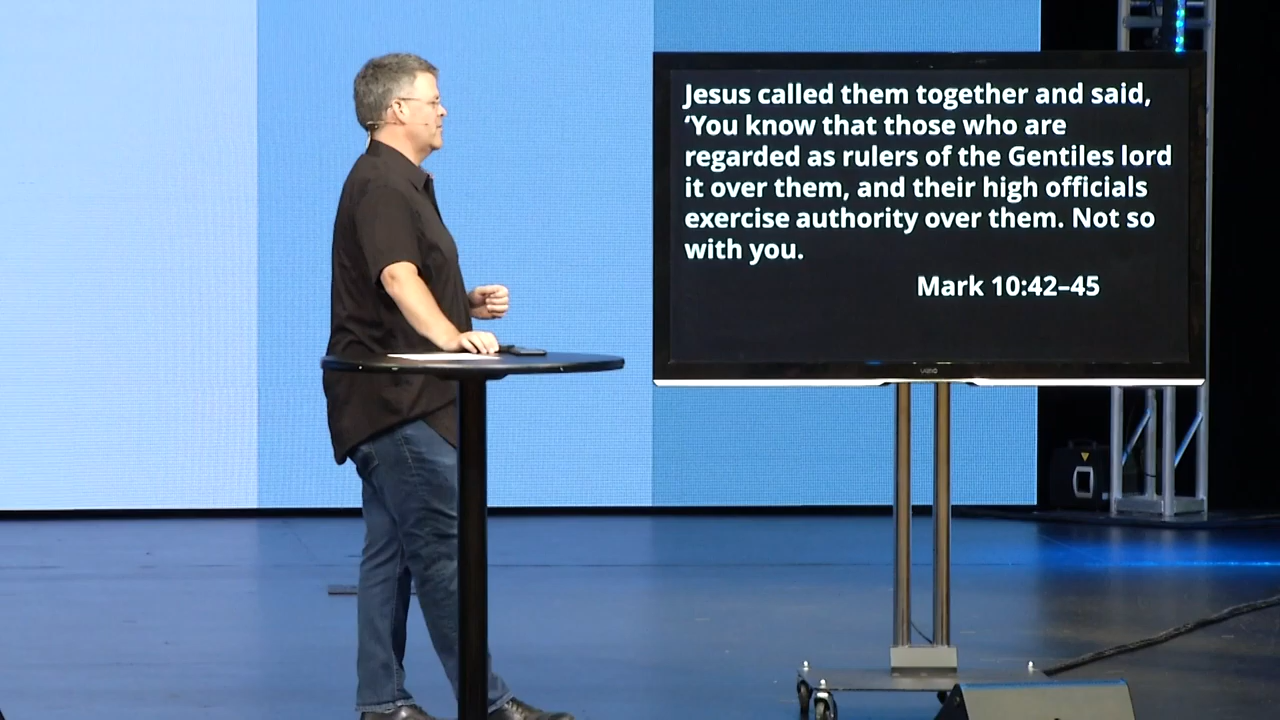 Jesus called them together and said,
‘You know that those who are
regarded as rulers of the Gentiles lord
it over them, and their high officials
exercise authority over them. Not so
with you.
Mark 10:42–45
VIZIO